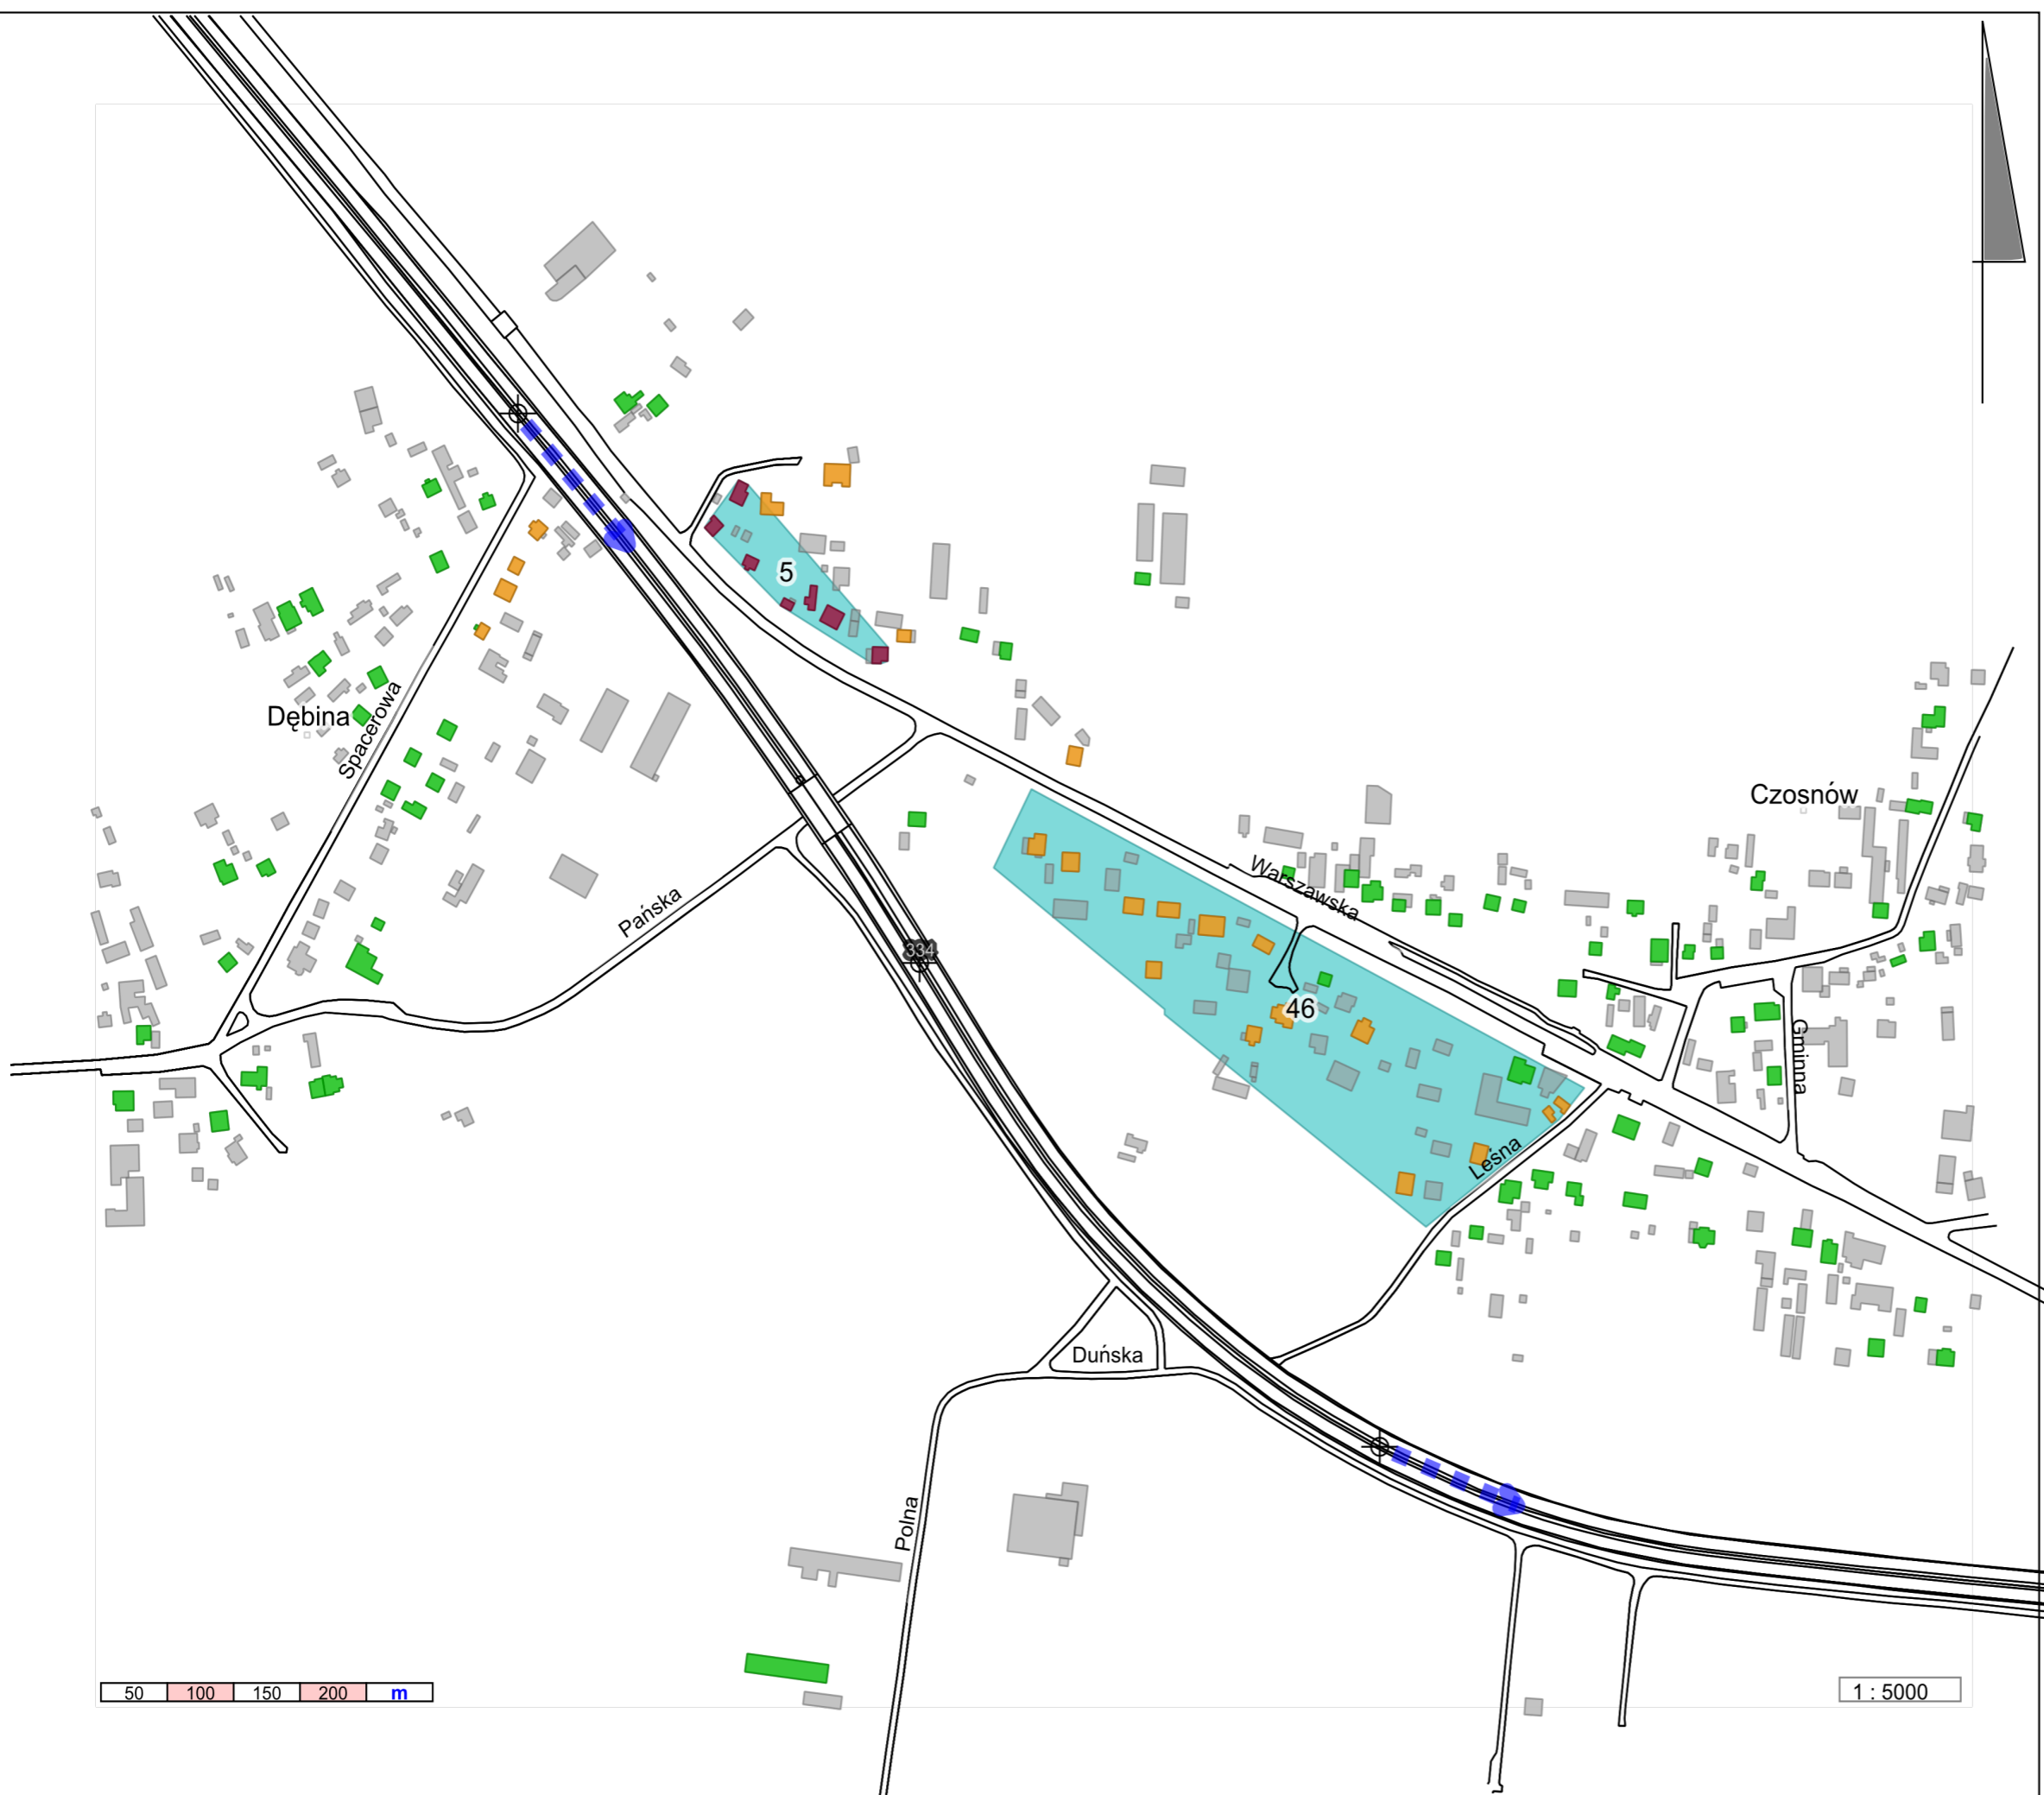 5
Dębina
Spacerowa
Czosnów
Pańska
Warszawska
334
46
Gminna
Leśna
Duńska
Polna
50 100 150 200 m
1 : 5000